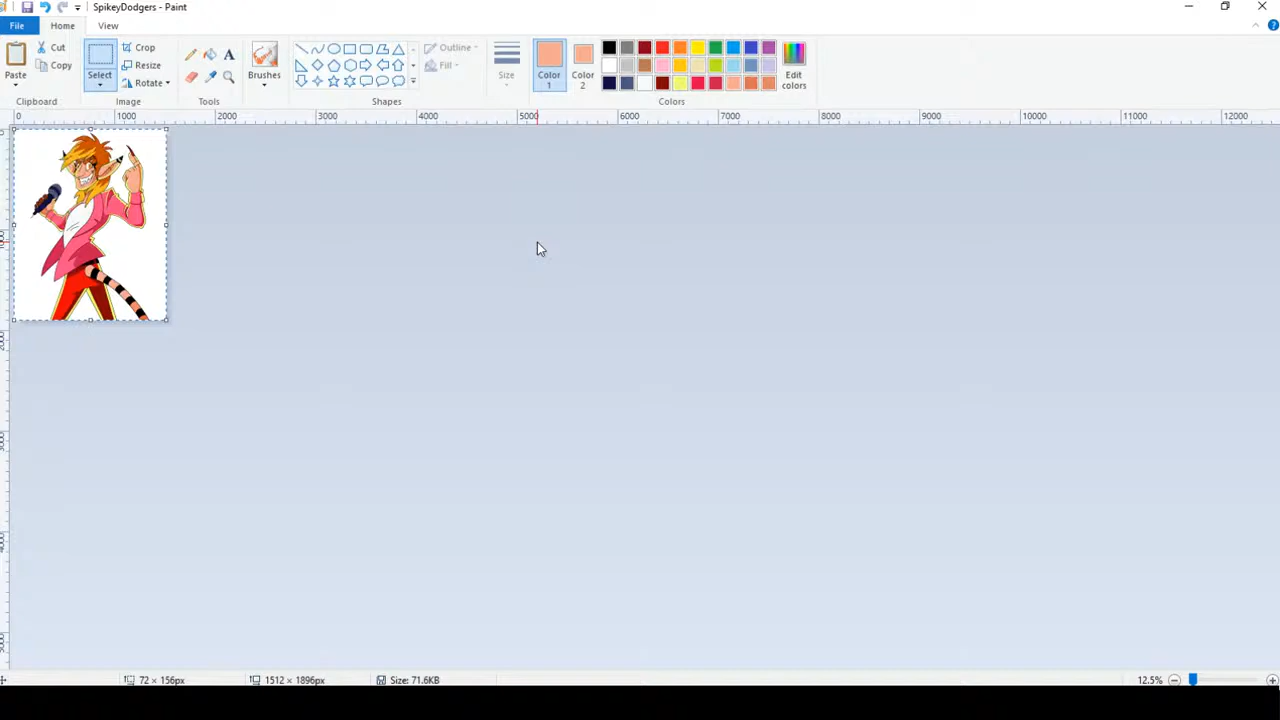 SpikeyDodgers - Paint
File Home View
Paste
Cut
Copy
Clipboard
Select
Crop
Resize
Rotate
Image
Tools
Brushes
Shapes
Outline
Fill
Size
Color 1
Color 2
Colors
Edit colors
0 1000 2000 3000 4000 5000 6000 7000 8000 9000 10000 11000 12000
72 × 156px 1512 × 1896px Size: 71.6KB 12.5%